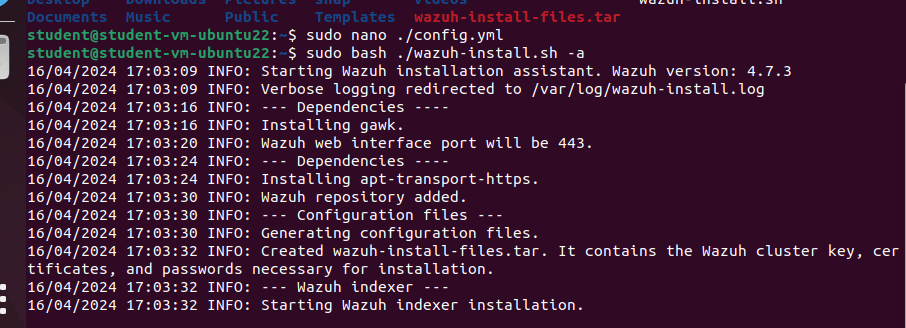 Desktop Downloads Pictures snap Videos wazuh-install.sh
Documents Music Public Templates wazuh-install-files.tar
student@student-vm-ubuntu22:~$ sudo nano ./config.yml
student@student-vm-ubuntu22:~$ sudo bash ./wazuh-install.sh -a
16/04/2024 17:03:09 INFO: Starting Wazuh installation assistant. Wazuh version: 4.7.3
16/04/2024 17:03:09 INFO: Verbose logging redirected to /var/log/wazuh-install.log
16/04/2024 17:03:16 INFO: --- Dependencies ----
16/04/2024 17:03:16 INFO: Installing gawk.
16/04/2024 17:03:20 INFO: Wazuh web interface port will be 443.
16/04/2024 17:03:24 INFO: --- Dependencies ----
16/04/2024 17:03:24 INFO: Installing apt-transport-https.
16/04/2024 17:03:30 INFO: Wazuh repository added.
16/04/2024 17:03:30 INFO: --- Configuration files ---
16/04/2024 17:03:30 INFO: Generating configuration files.
16/04/2024 17:03:32 INFO: Created wazuh-install-files.tar. It contains the Wazuh cluster key, cer
tificates, and passwords necessary for installation.
16/04/2024 17:03:32 INFO: --- Wazuh indexer ---
16/04/2024 17:03:32 INFO: Starting Wazuh indexer installation.